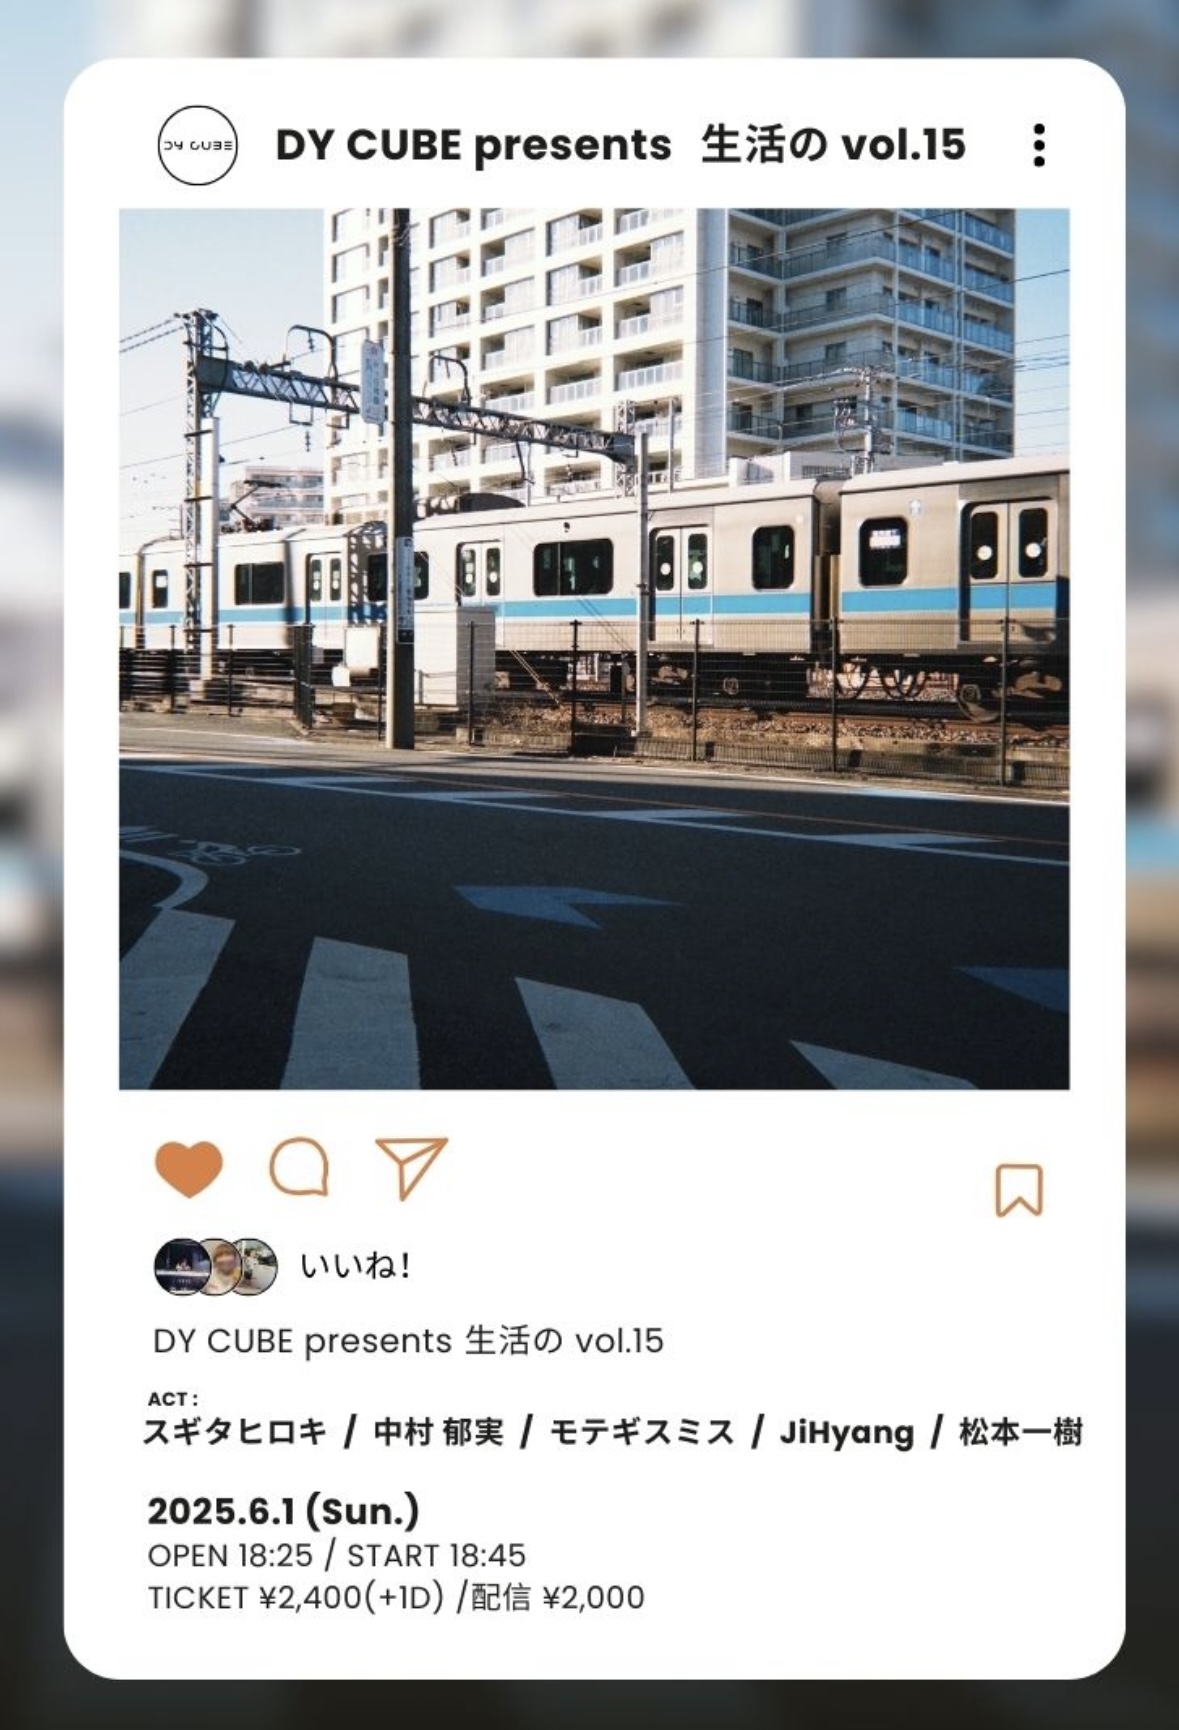 DY CUBE
DY CUBE presents 生活の vol.15
いいね!
DY CUBE presents 生活の vol.15
ACT :
スギタヒロキ / 中村 郁実 / モテギスミス / JiHyang / 松本一樹
2025.6.1 (Sun.)
OPEN 18:25 / START 18:45
TICKET ¥2,400(+1D) /配信 ¥2,000